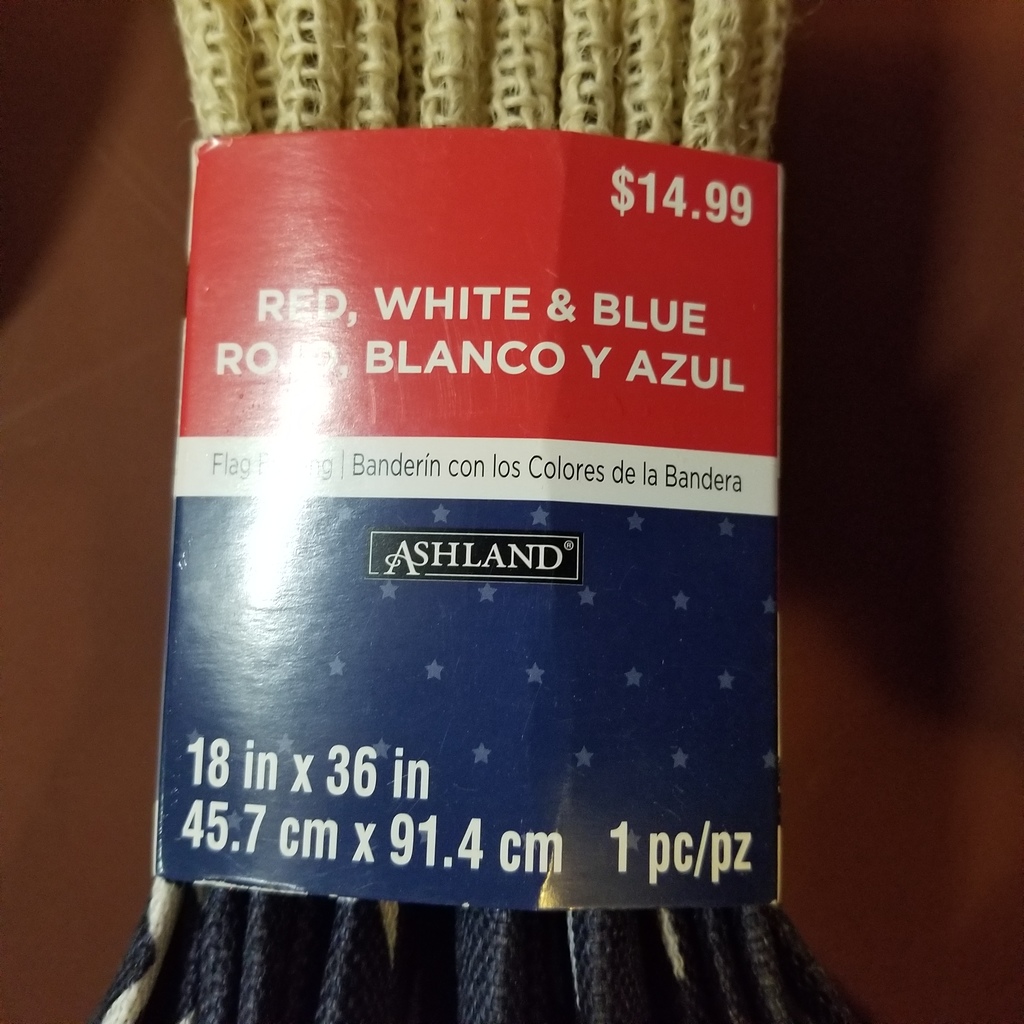 $14.99
RED, WHITE & BLUE
ROJO, BLANCO Y AZUL
Flag | Banderín con los Colores de la Bandera
ASHLAND®
18 in x 36 in
45.7 cm x 91.4 cm 1 pc/pz